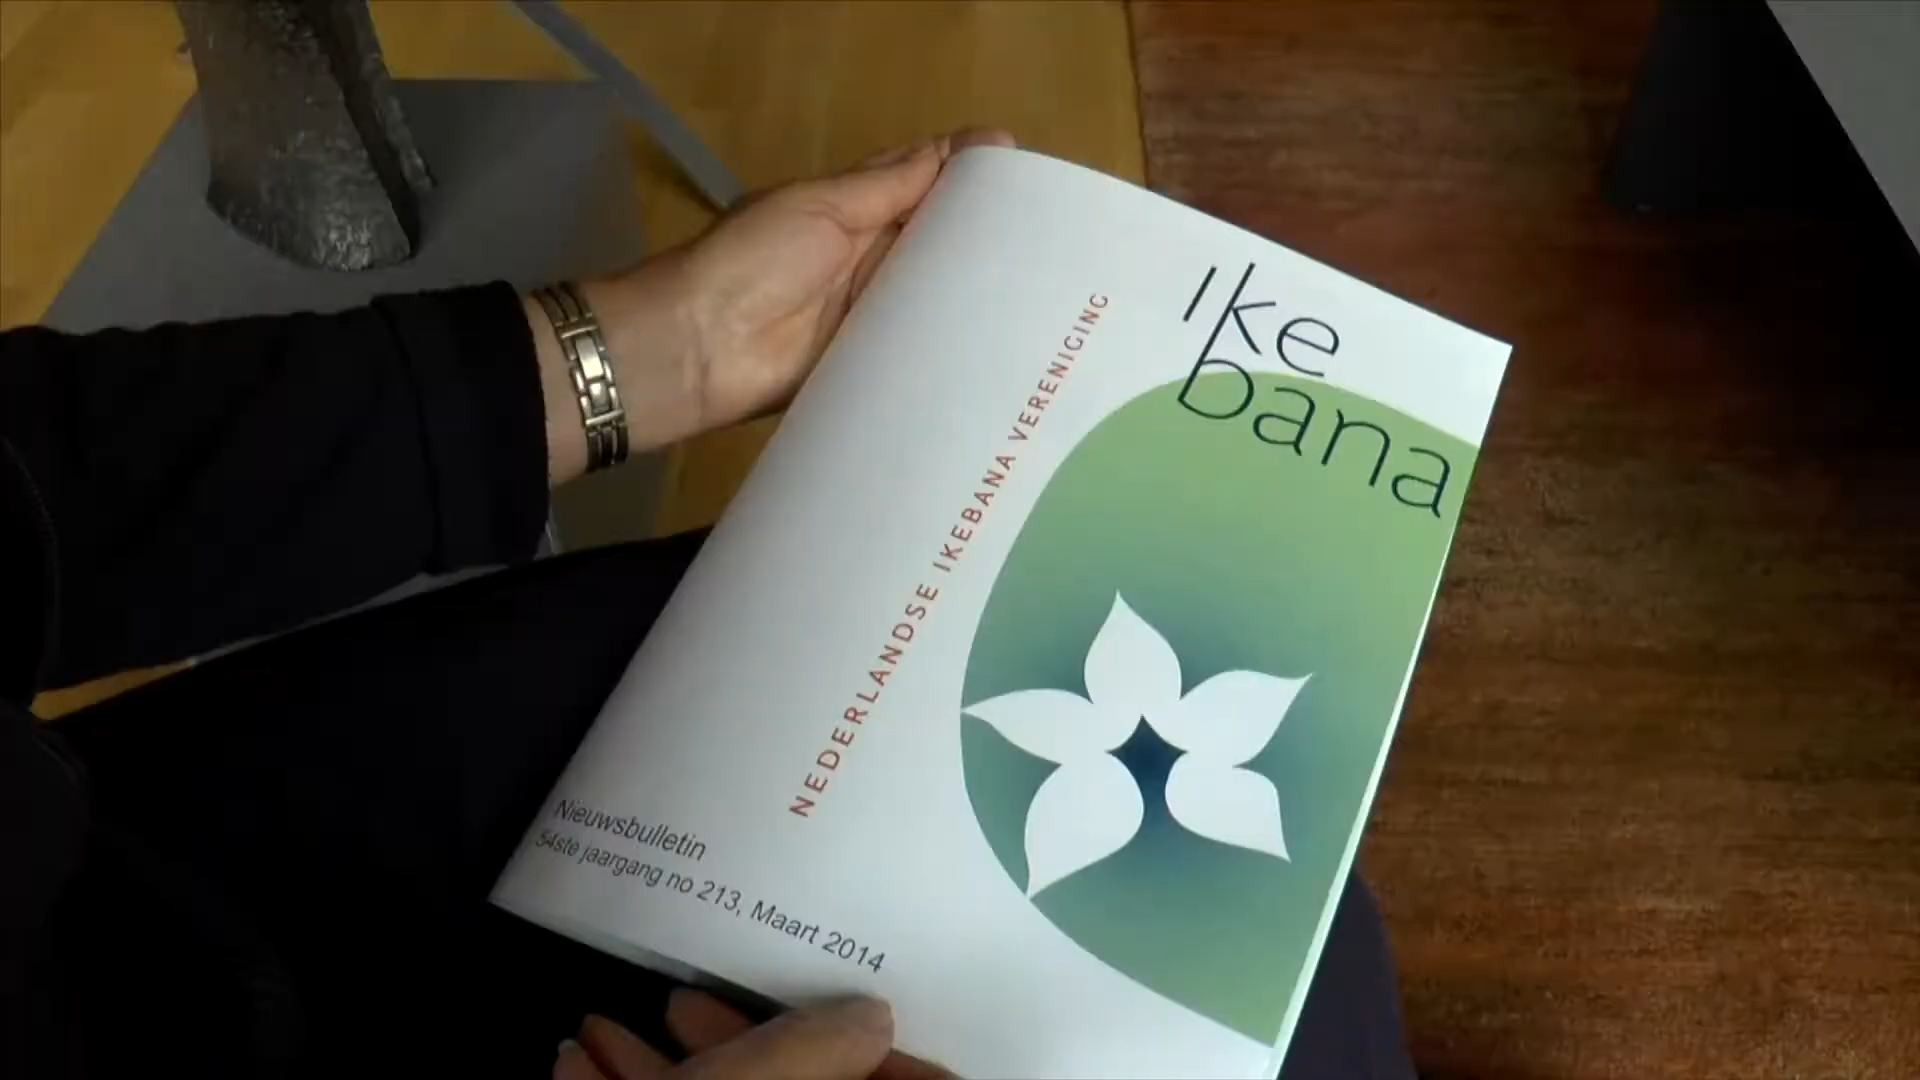 Ike
bana
NEDERLANDSE IKEBANA VERENIGING
Nieuwsbulletin
54ste jaargang no 213, Maart 2014